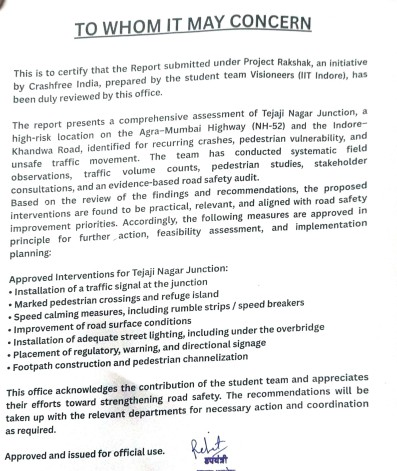 TO WHOM IT MAY CONCERN
This is to certify that the Report submitted under Project Rakshak, an initiative
by Crashfree India, prepared by the student team Visioneers (IIT Indore), has
been duly reviewed by this office.
The report presents a comprehensive assessment of Tejaji Nagar Junction, a
high-risk location on the Agra–Mumbai Highway (NH-52) and the Indore–
Khandwa Road, identified for recurring crashes, pedestrian vulnerability, and
unsafe traffic movement. The team has conducted systematic field
observations, traffic volume counts, pedestrian studies, stakeholder
consultations, and an evidence-based road safety audit.
Based on the review of the findings and recommendations, the proposed
interventions are found to be practical, relevant, and aligned with road safety
improvement priorities. Accordingly, the following measures are approved in
principle for further action, feasibility assessment, and implementation
planning:
Approved Interventions for Tejaji Nagar Junction:
• Installation of a traffic signal at the junction
• Marked pedestrian crossings and refuge island
• Speed calming measures, including rumble strips / speed breakers
• Improvement of road surface conditions
• Installation of adequate street lighting, including under the overbridge
• Placement of regulatory, warning, and directional signage
• Footpath construction and pedestrian channelization
This office acknowledges the contribution of the student team and appreciates
their efforts toward strengthening road safety. The recommendations will be
taken up with the relevant departments for necessary action and coordination
as required.
Approved and issued for official use.
उपयंत्री